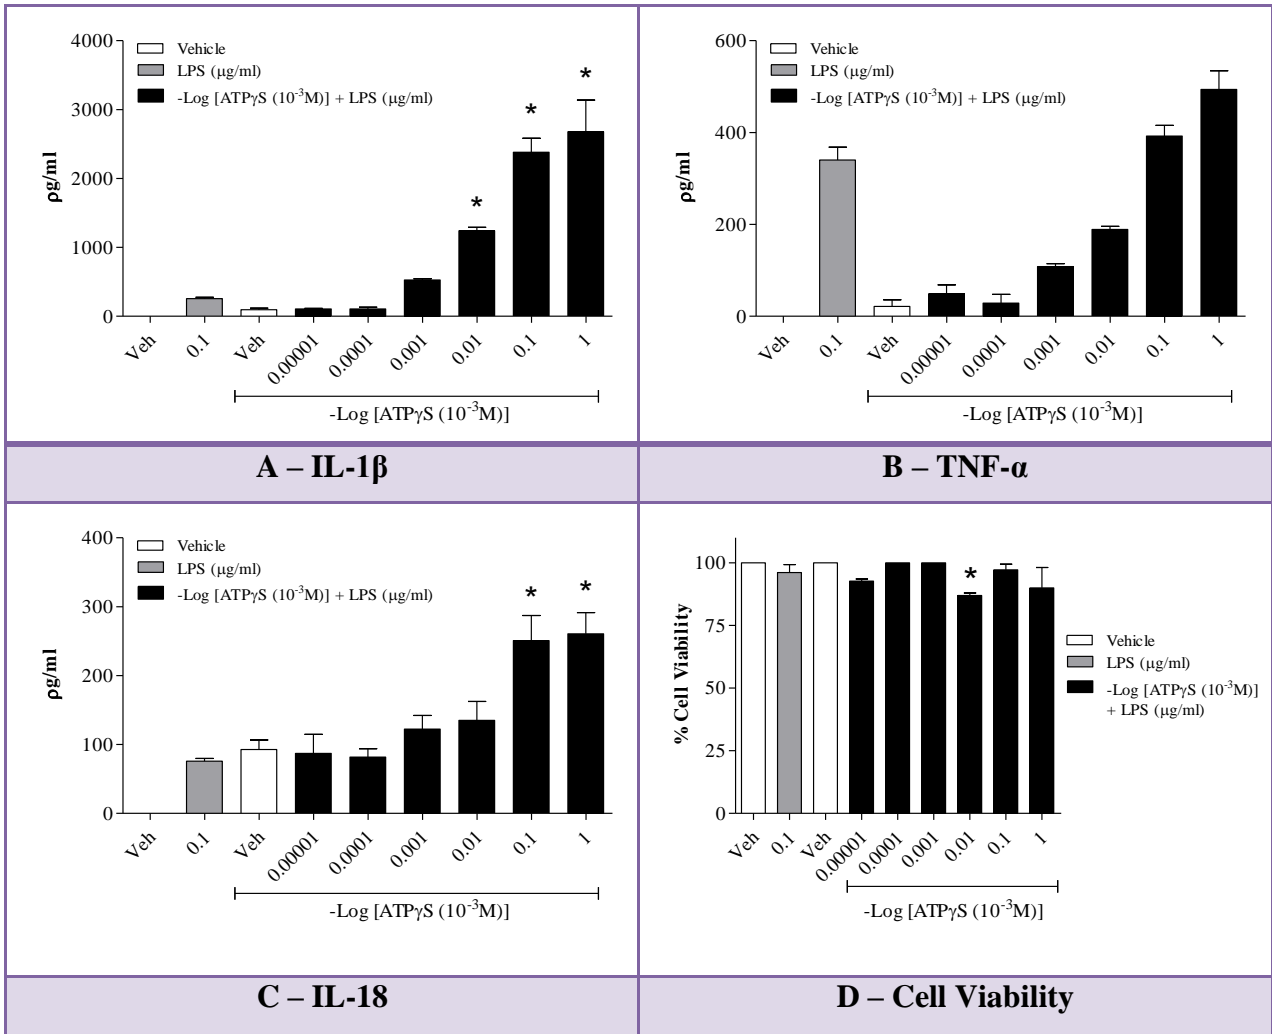 4000
3000
2000
1000
0
ρg/ml
Vehicle
LPS (μg/ml)
-Log [ATPγS (10⁻³M)] + LPS (μg/ml)
*
*
*
Veh
0.1
Veh
0.00001
0.0001
0.001
0.01
0.1
1
-Log [ATPγS (10⁻³M)]
600
400
200
0
ρg/ml
Vehicle
LPS (μg/ml)
-Log [ATPγS (10⁻³M)] + LPS (μg/ml)
Veh
0.1
Veh
0.00001
0.0001
0.001
0.01
0.1
1
-Log [ATPγS (10⁻³M)]
A – IL-1β
B – TNF-α
400
300
200
100
0
ρg/ml
Vehicle
LPS (μg/ml)
-Log [ATPγS (10⁻³M)] + LPS (μg/ml)
*
*
Veh
0.1
Veh
0.00001
0.0001
0.001
0.01
0.1
1
-Log [ATPγS (10⁻³M)]
100
75
50
25
0
% Cell Viability
*
Veh
0.1
Veh
0.00001
0.0001
0.001
0.01
0.1
1
-Log [ATPγS (10⁻³M)]
Vehicle
LPS (μg/ml)
-Log [ATPγS (10⁻³M)]
+ LPS (μg/ml)
C – IL-18
D – Cell Viability